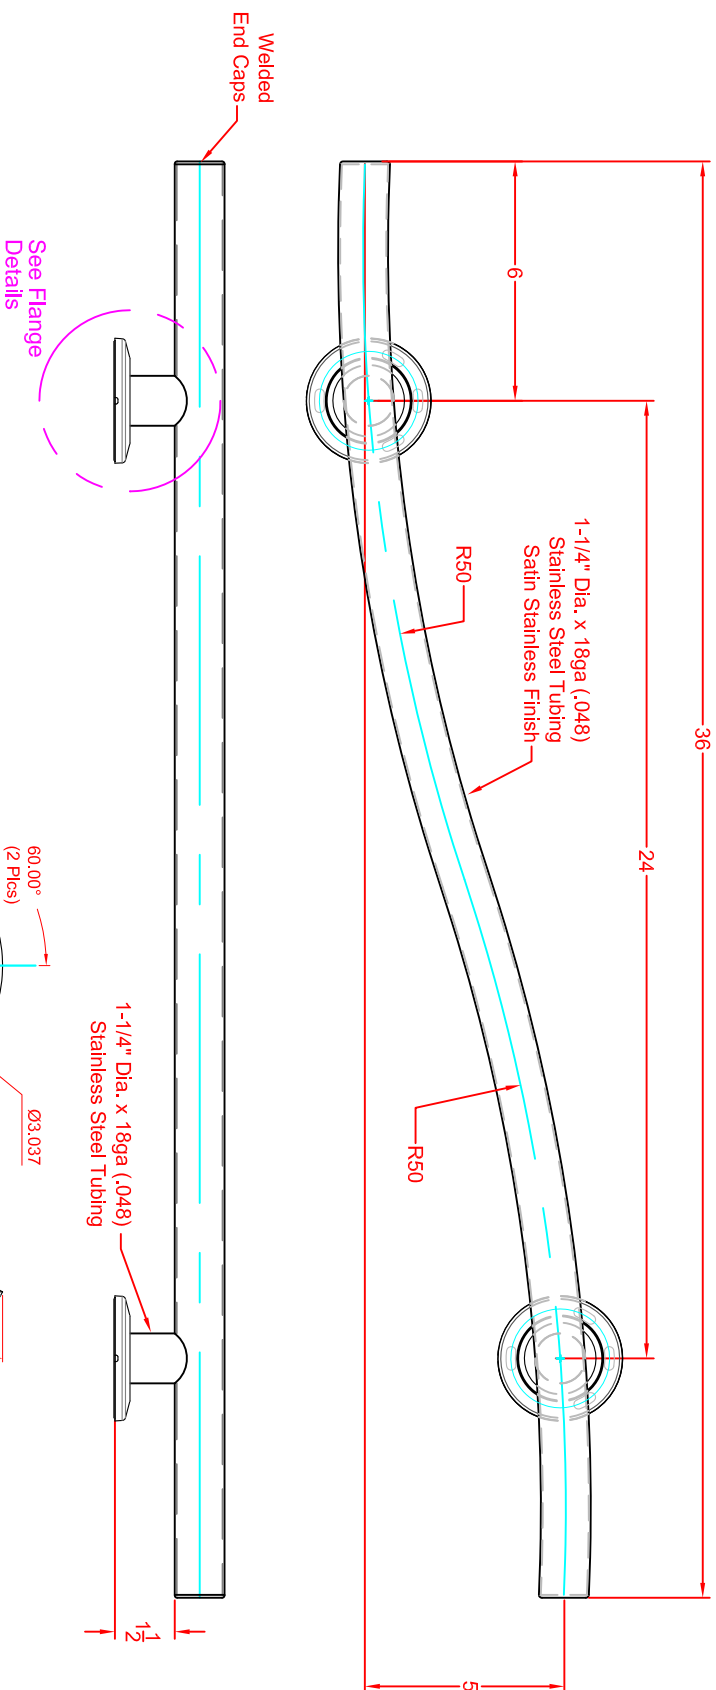 36
24
6
1-1/4" Dia. x 18ga (.048)
Stainless Steel Tubing
Satin Stainless Finish
R50
R50
5
Welded
End Caps
1-1/4" Dia. x 18ga (.048)
Stainless Steel Tubing
1 1/2
See Flange
Details
60.00°
(2 Plcs)
Ø3.037